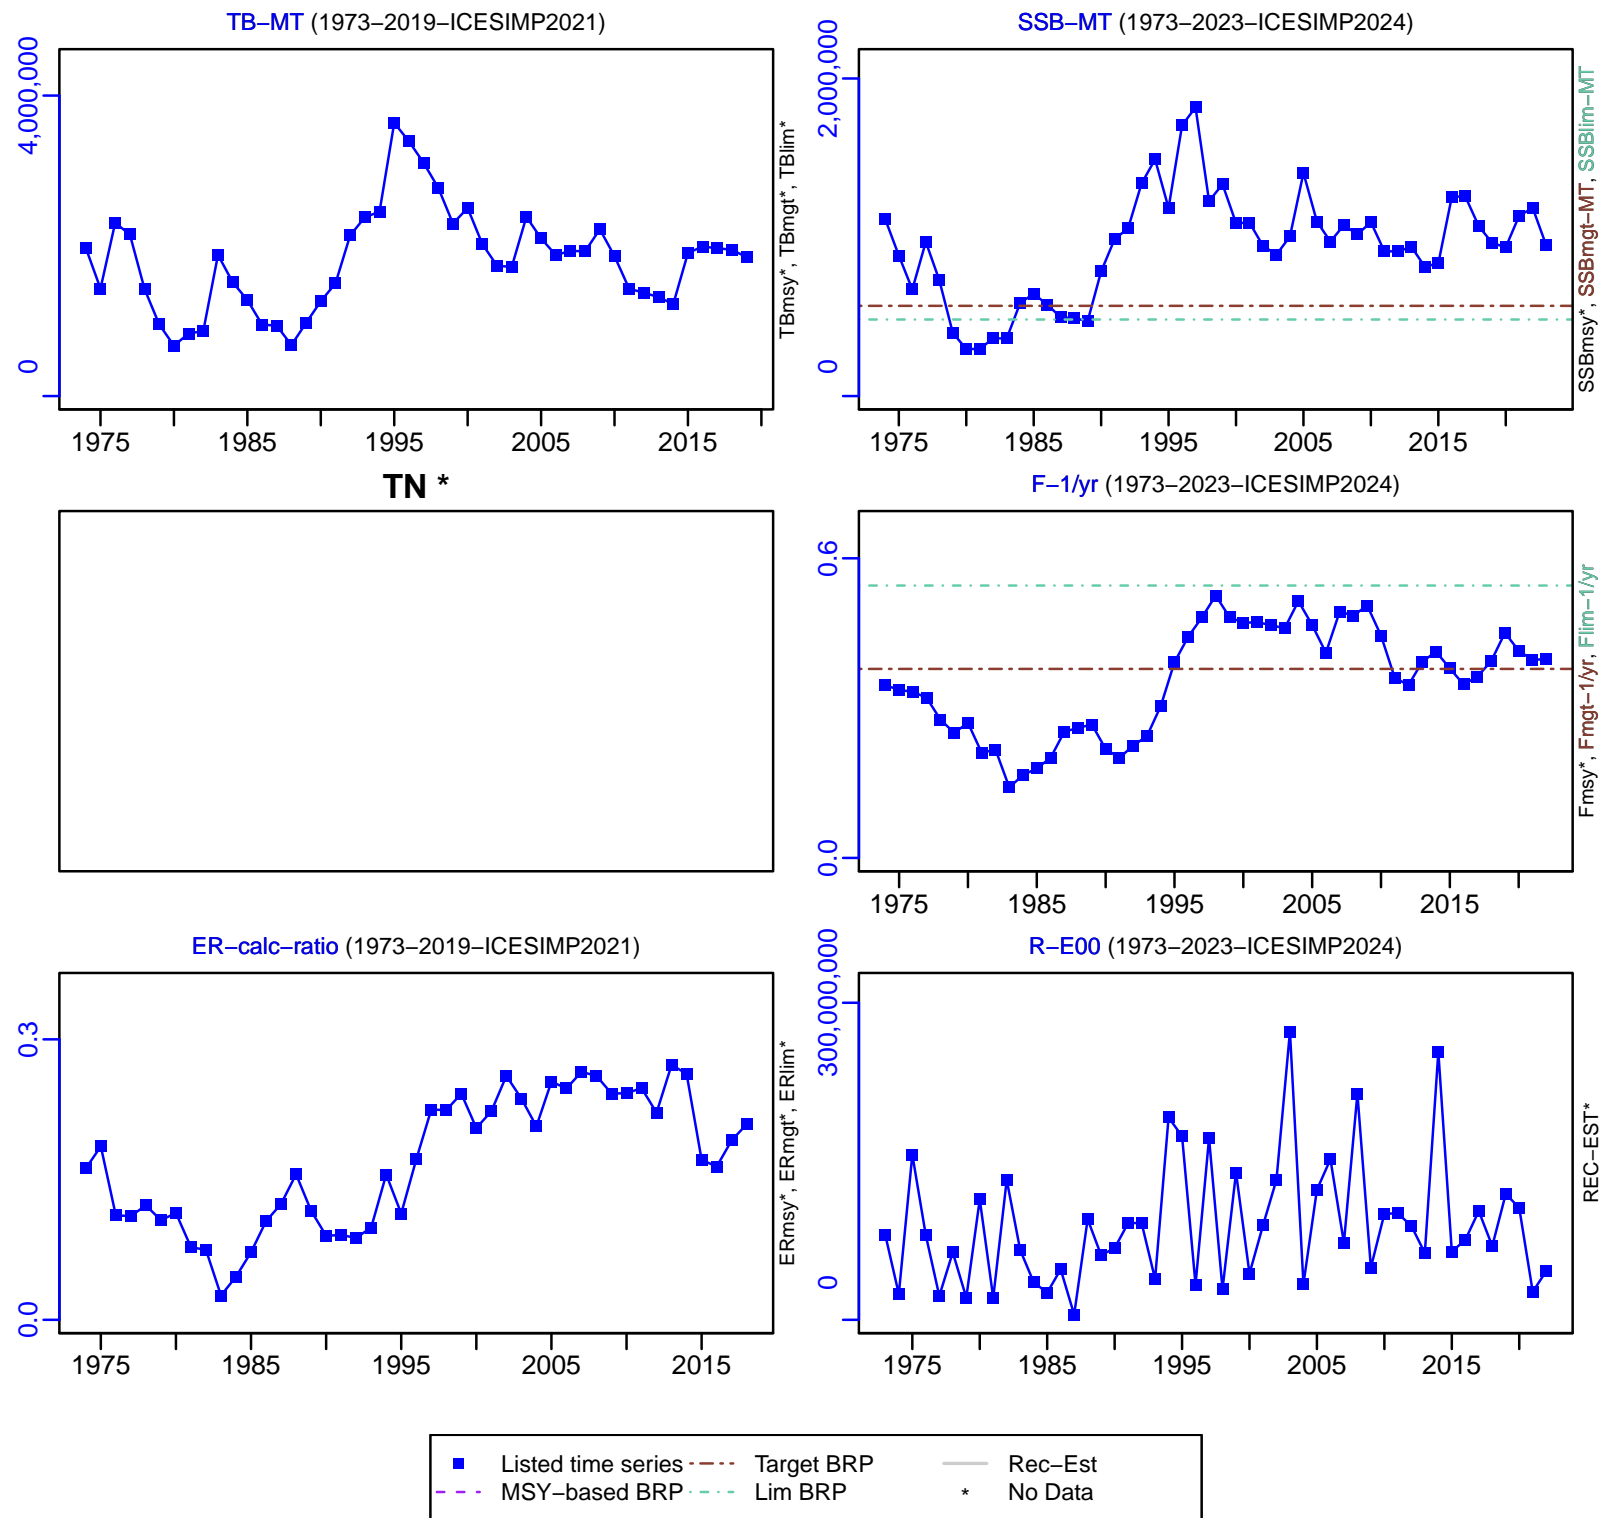 TB−MT (1973−2019−ICESIMP2021)
4,000,000
0
1975 1985 1995 2005 2015
TBmsy*, TBmgt*, TBlim*
SSB−MT (1973−2023−ICESIMP2024)
2,000,000
0
1975 1985 1995 2005 2015
SSBmsy*, SSBmgt−MT, SSBlim−MT
TN *
F−1/yr (1973−2023−ICESIMP2024)
0.6
0.0
1975 1985 1995 2005 2015
Fmsy*, Fmgt−1/yr, Flim−1/yr
ER−calc−ratio (1973−2019−ICESIMP2021)
0.3
0.0
1975 1985 1995 2005 2015
ERmsy*, ERmgt*, ERlim*
R−E00 (1973−2023−ICESIMP2024)
300,000,000
0
1975 1985 1995 2005 2015
REC−EST*
Listed time series Target BRP Rec−Est
MSY−based BRP Lim BRP * No Data